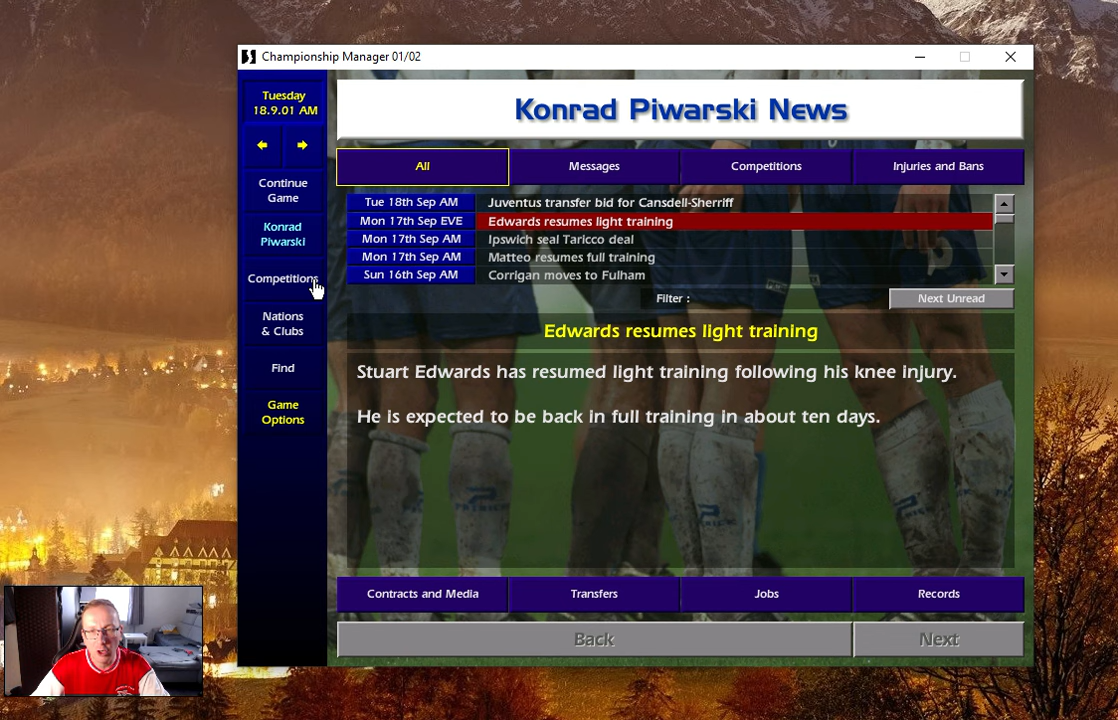 Championship Manager 01/02
Tuesday
18.9.01 AM
Continue
Game
Konrad
Piwarski
Competitions
Nations
& Clubs
Find
Game
Options
Konrad Piwarski News
All
Messages
Competitions
Injuries and Bans
Tue 18th Sep AM Juventus transfer bid for Cansdell-Sherriff
Mon 17th Sep EVE Edwards resumes light training
Mon 17th Sep AM Ipswich seal Taricco deal
Mon 17th Sep AM Matteo resumes full training
Sun 16th Sep AM Corrigan moves to Fulham
Filter :
Next Unread
Edwards resumes light training
Stuart Edwards has resumed light training following his knee injury.
He is expected to be back in full training in about ten days.
Contracts and Media
Transfers
Jobs
Records
Back
Next